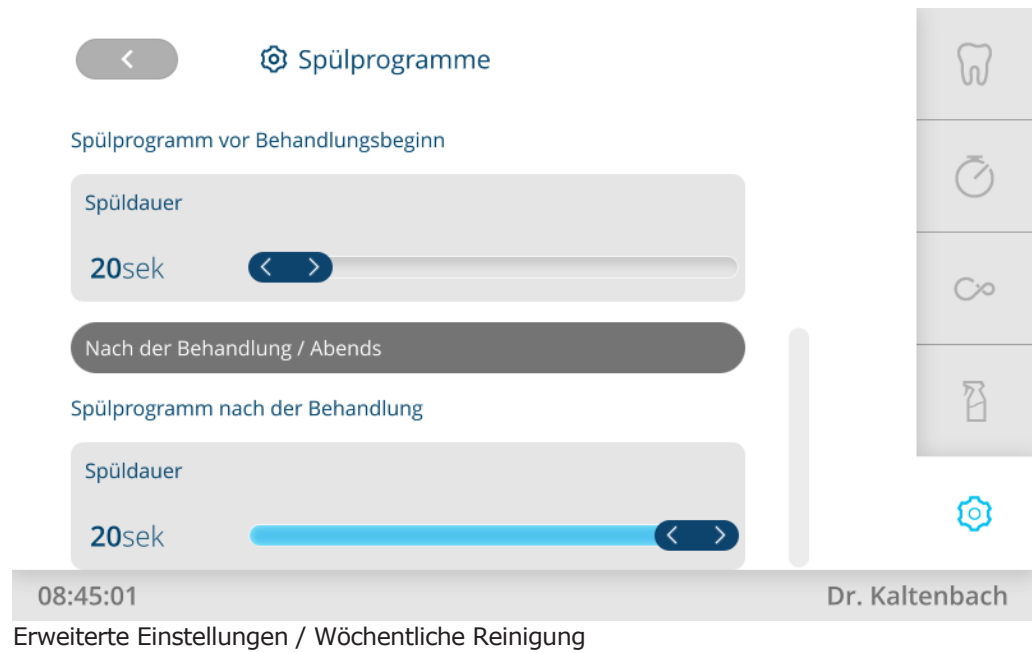 Spülprogramme
Spülprogramm vor Behandlungsbeginn
Spüldauer
20sek
Nach der Behandlung / Abends
Spülprogramm nach der Behandlung
Spüldauer
20sek
08:45:01 Dr. Kaltenbach
Erweiterte Einstellungen / Wöchentliche Reinigung